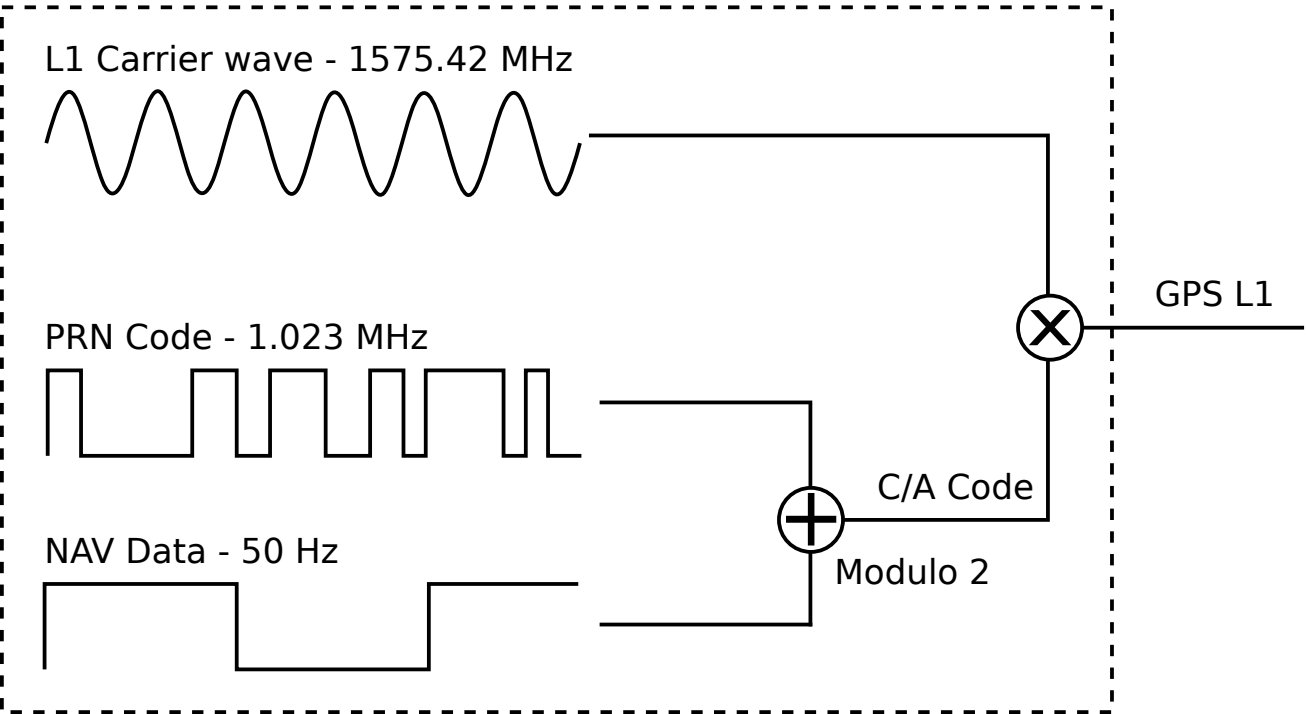 L1 Carrier wave - 1575.42 MHz
GPS L1
PRN Code - 1.023 MHz
C/A Code
NAV Data - 50 Hz
Modulo 2